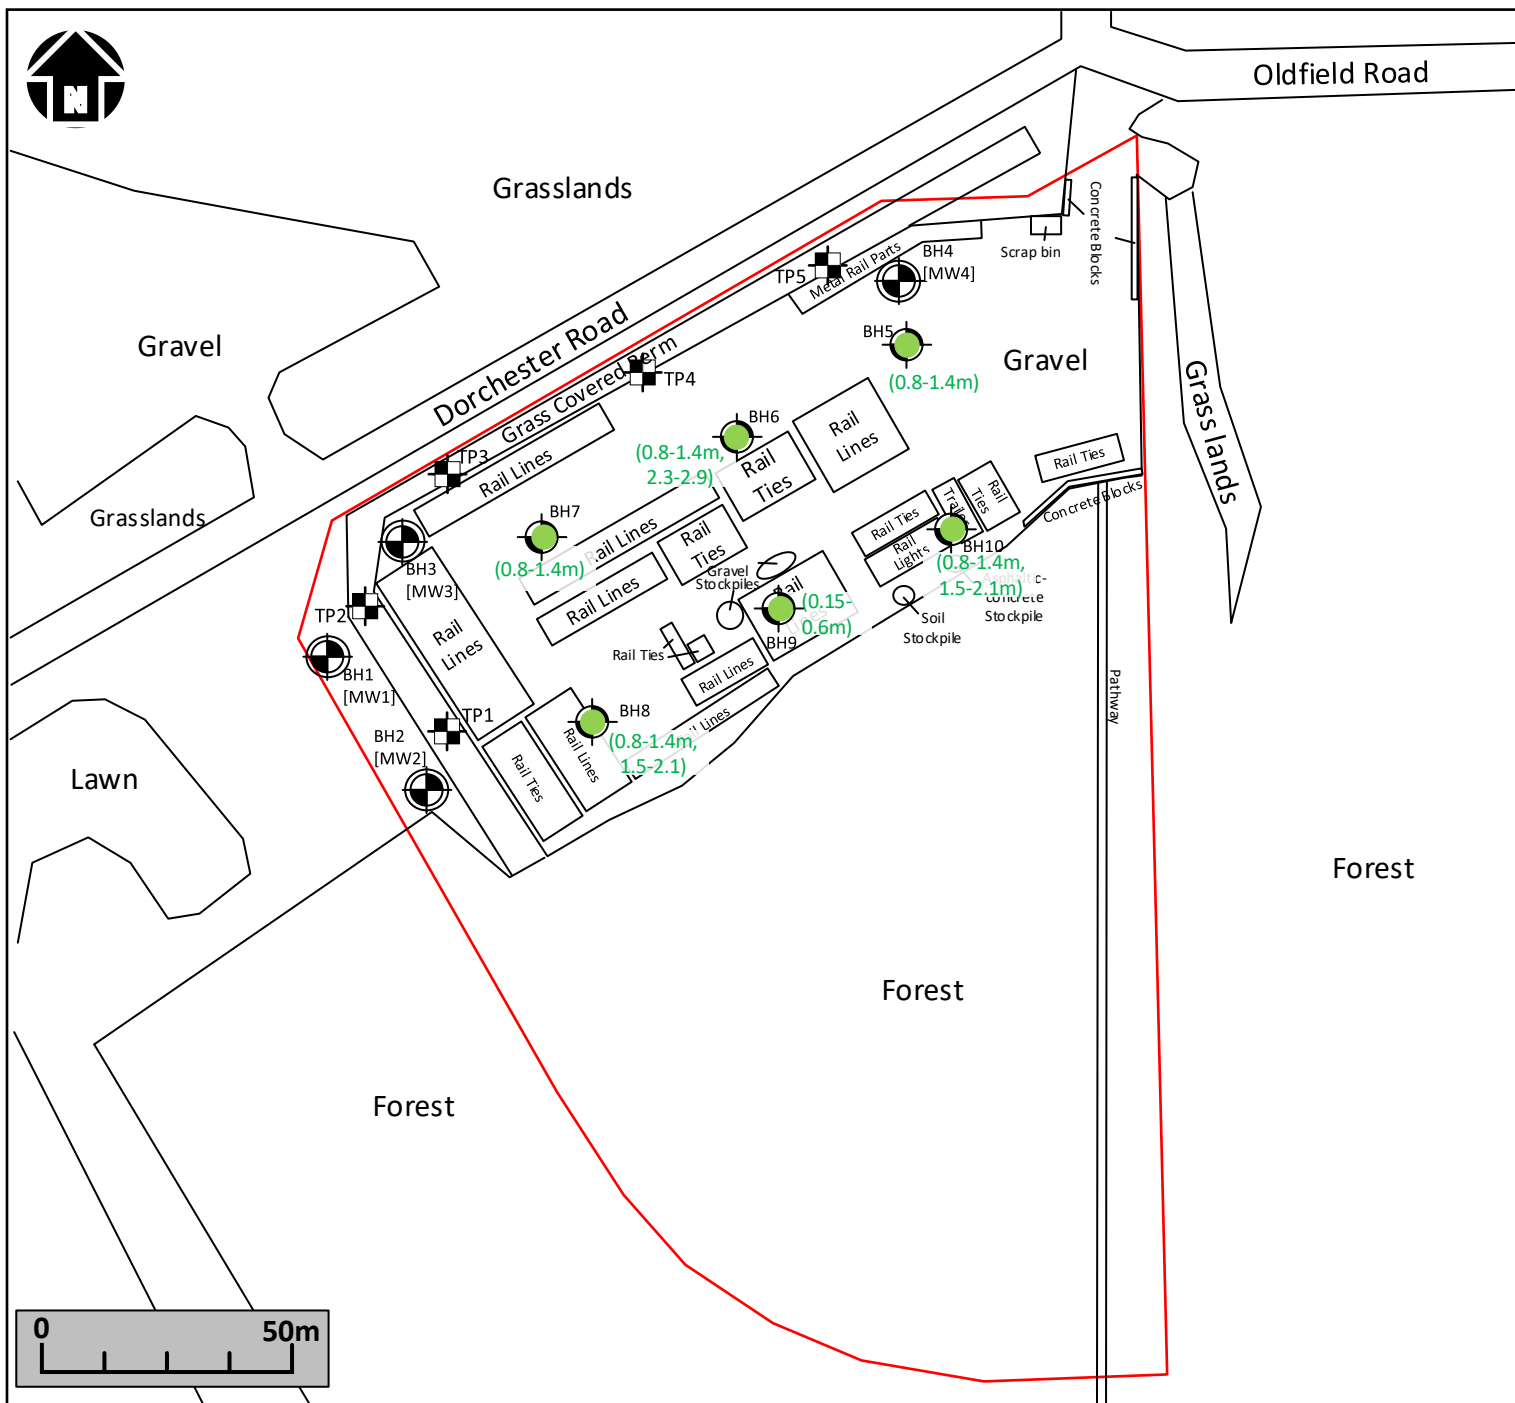 N
Oldfield Road
Grasslands
Concrete Blocks
Scrap bin
BH4
[MW4]
TP5
Metal Rail Parts
Gravel
Dorchester Road
BH5
(0.8-1.4m)
Gravel
Grass Covered Berm
TP4
Grasslands
BH6
(0.8-1.4m,
2.3-2.9)
Rail
Lines
Rail
Ties
Rail Ties
Concrete Blocks
TP3
Rail Lines
Grasslands
BH7
(0.8-1.4m)
Rail Lines
Rail
Ties
Rail Ties
Trailer
Rail
Ties
Rail
Lights
BH10
(0.8-1.4m,
1.5-2.1m)
concrete
Stockpile
BH3
[MW3]
Rail Lines
Gravel
Stockpiles
Rail
(0.15-
0.6m)
BH9
Soil
Stockpile
TP2
Rail
Lines
Rail Ties
Rail Lines
Rail Lines
BH1
[MW1]
Pathway
TP1
BH8
(0.8-1.4m,
1.5-2.1)
BH2
[MW2]
Rail Lines
Rail Ties
Lawn
Forest
Forest
Forest
0 50m